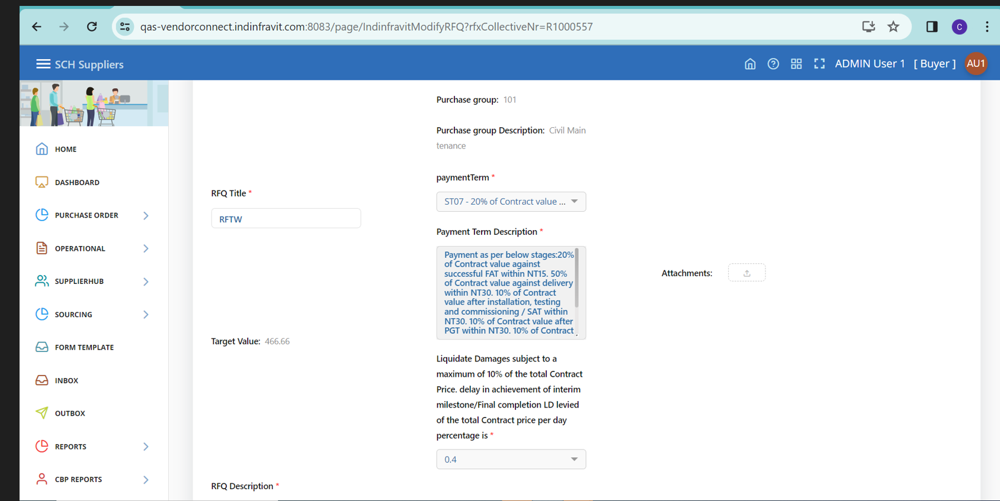 qas-vendorconnect.indinfravit.com:8083/page/IndinfravitModifyRFQ?rfxCollectiveNr=R1000557
C
SCH Suppliers
ADMIN User 1 [ Buyer ]
AU1
HOME
DASHBOARD
PURCHASE ORDER
OPERATIONAL
SUPPLIERHUB
SOURCING
FORM TEMPLATE
INBOX
OUTBOX
REPORTS
CBP REPORTS
RFQ Title *
RFTW
Target Value: 466.66
RFQ Description *
Purchase group: 101
Purchase group Description: Civil Main
tenance
paymentTerm *
ST07 - 20% of Contract value ...
Payment Term Description *
Payment as per below stages:20%
of Contract value against
successful FAT within NT15. 50%
of Contract value against delivery
within NT30. 10% of Contract
value after installation, testing
and commissioning / SAT within
NT30. 10% of Contract value after
PGT within NT30. 10% of Contract
Liquidate Damages subject to a
maximum of 10% of the total Contract
Price. delay in achievement of interim
milestone/Final completion LD levied
of the total Contract price per day
percentage is *
0.4
Attachments: